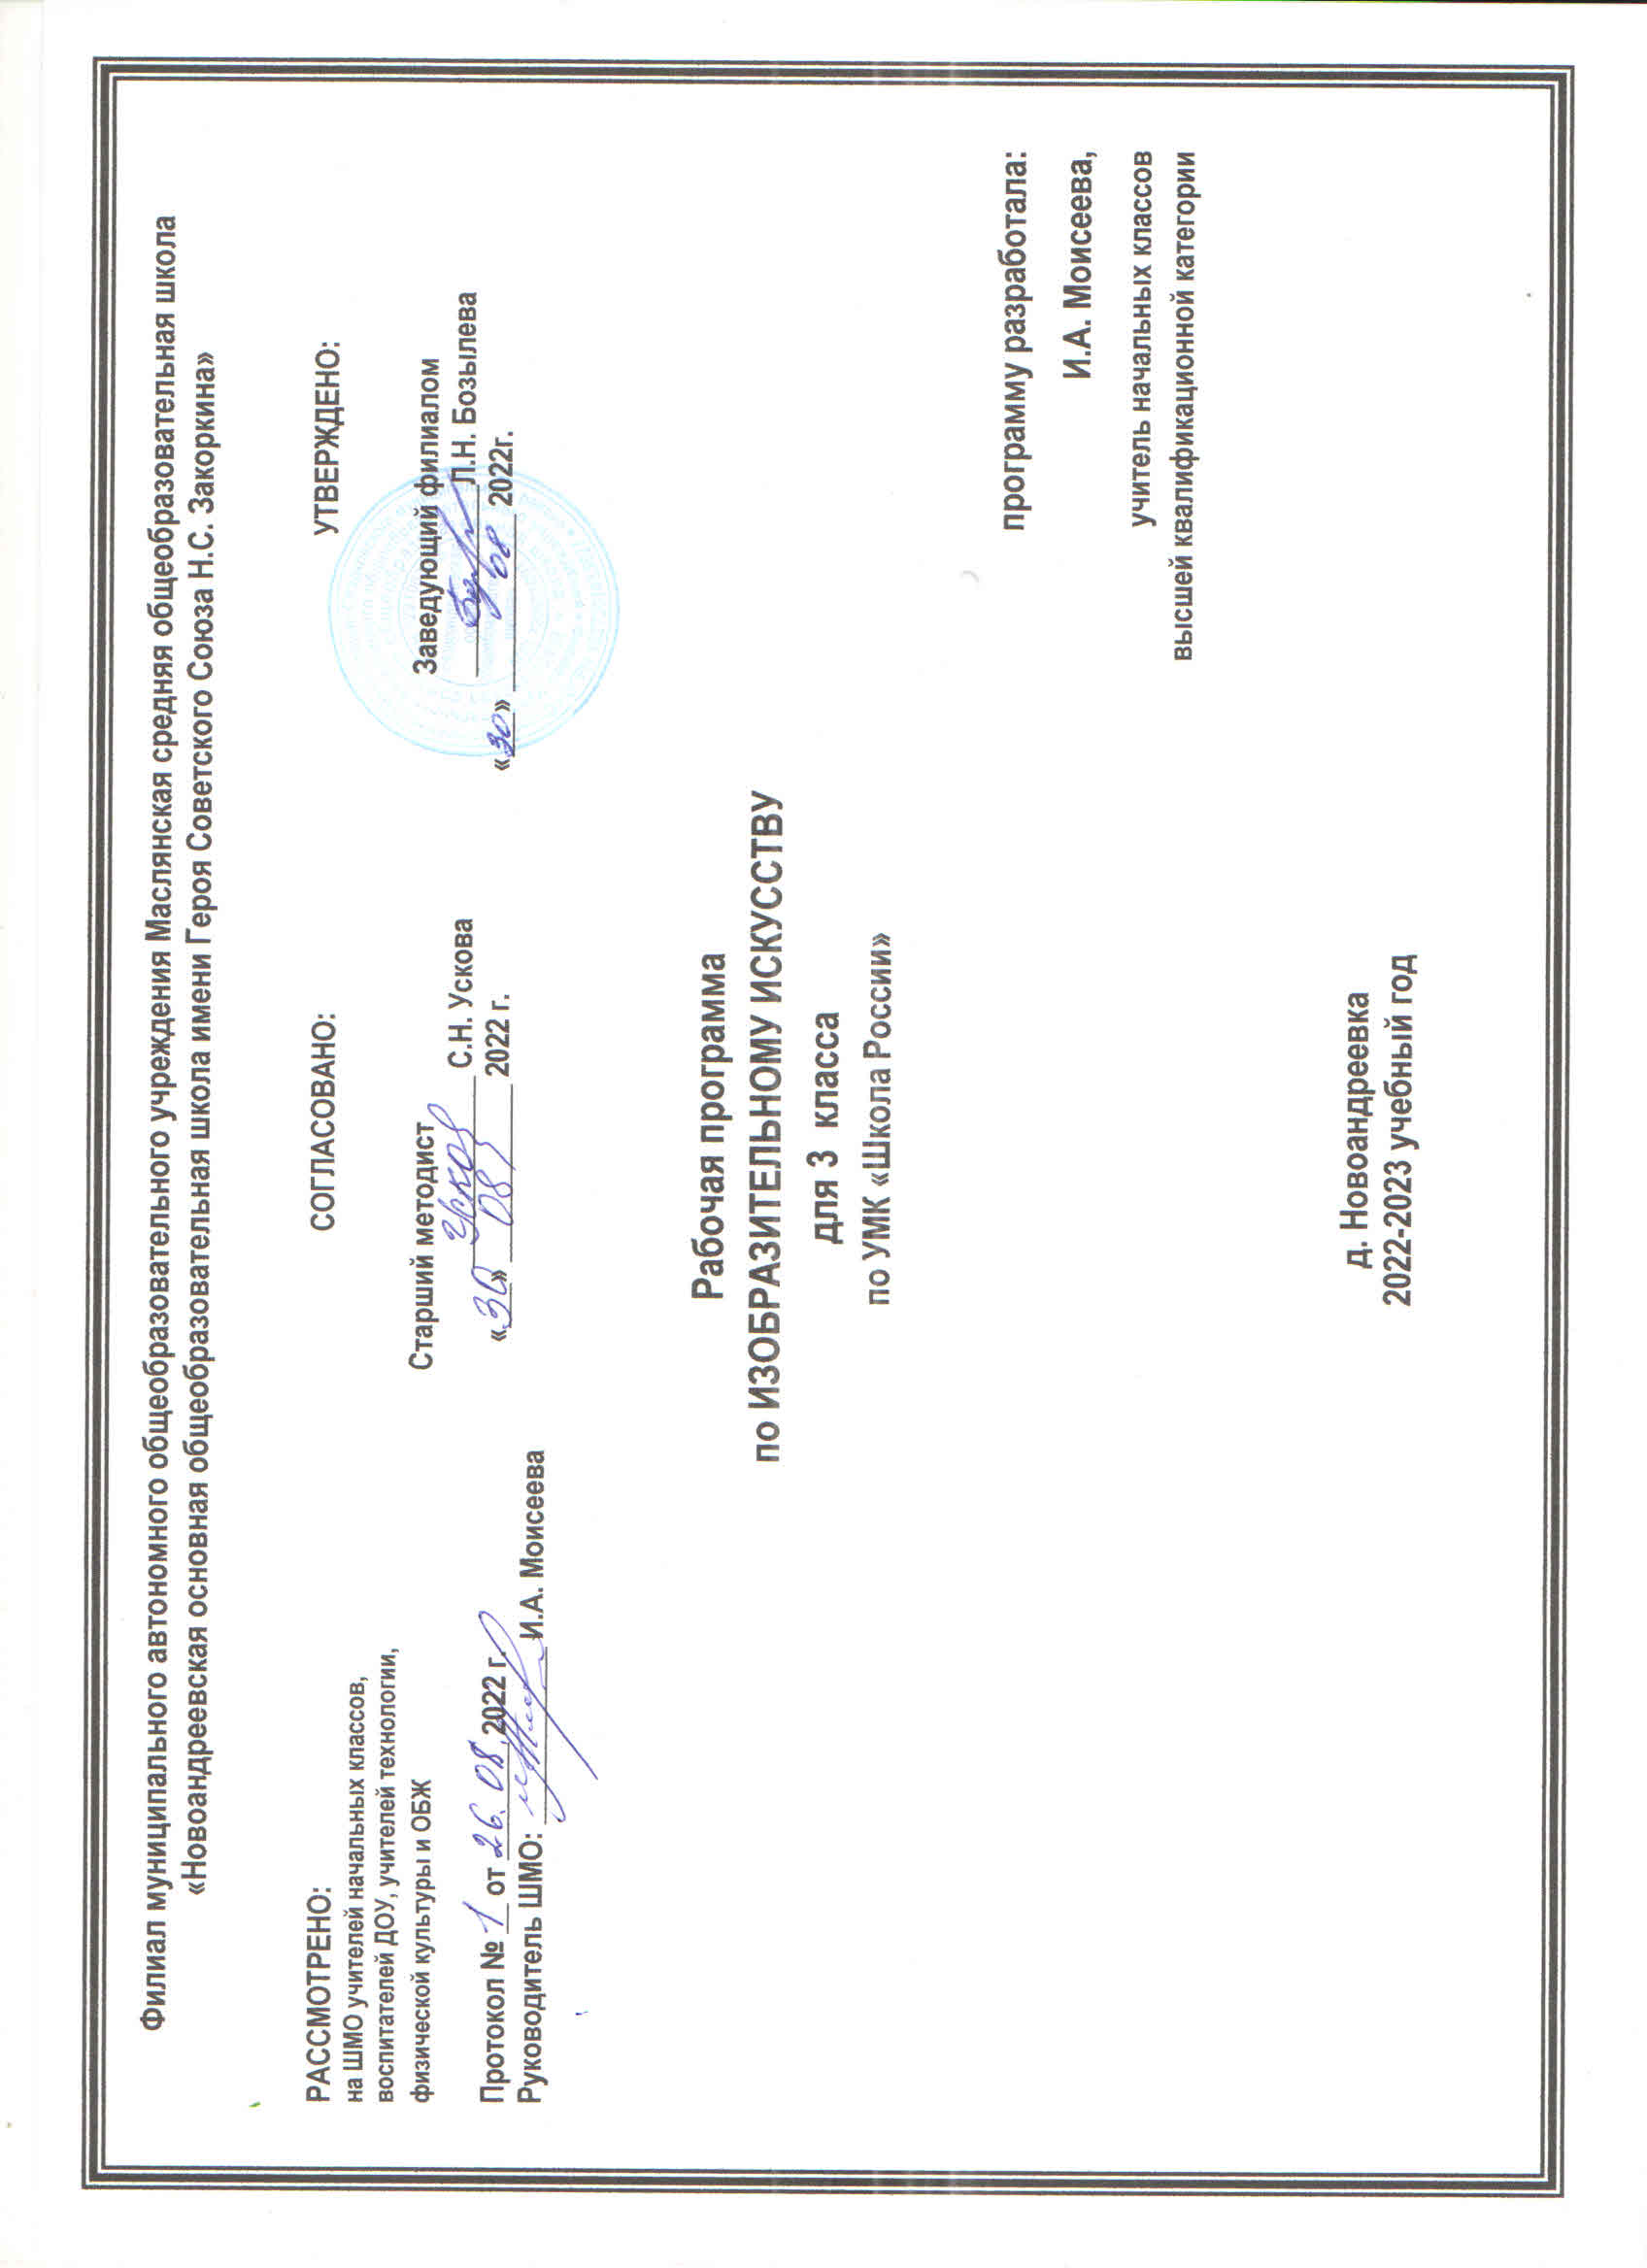 Филиал муниципального автономного общеобразовательного учреждения Маслянская средняя общеобразовательная школа
«Новоандреевская основная общеобразовательная школа имени Героя Советского Союза Н.С. Закоркина»
РАССМОТРЕНО:
на ШМО учителей начальных классов,
воспитателей ДОУ, учителей технологии,
физической культуры и ОБЖ
Протокол № 1 от 26.08.2022 г.
Руководитель ШМО: И.А. Моисеева
СОГЛАСОВАНО:
Старший методист
С.Н. Ускова
«30» 08 2022 г.
УТВЕРЖДЕНО:
Заведующий филиалом
Л.Н. Бозылева
«30» 08 2022г.
Рабочая программа
по ИЗОБРАЗИТЕЛЬНОМУ ИСКУССТВУ
для 3 класса
по УМК «Школа России»
программу разработала:
И.А. Моисеева,
учитель начальных классов
высшей квалификационной категории
д. Новоандреевка
2022-2023 учебный год